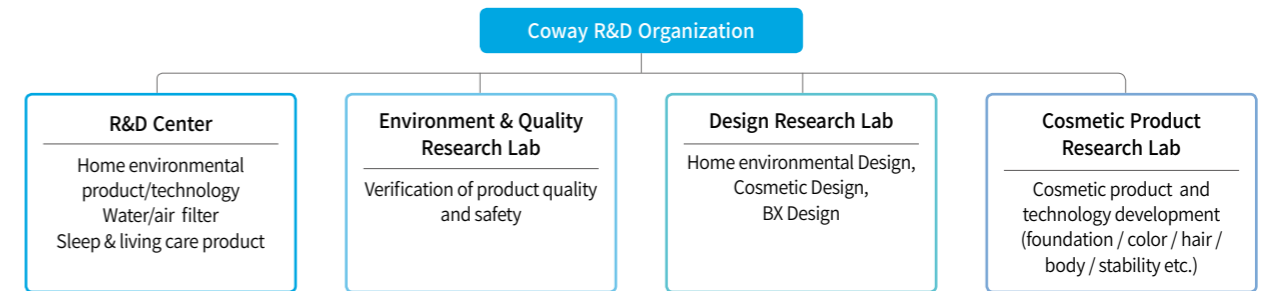 Coway R&D Organization
R&D Center
Home environmental
product/technology
Water/air filter
Sleep & living care product
Environment & Quality
Research Lab
Verification of product quality
and safety
Design Research Lab
Home environmental Design,
Cosmetic Design,
BX Design
Cosmetic Product
Research Lab
Cosmetic product and
technology development
(foundation / color / hair /
body / stability etc.)